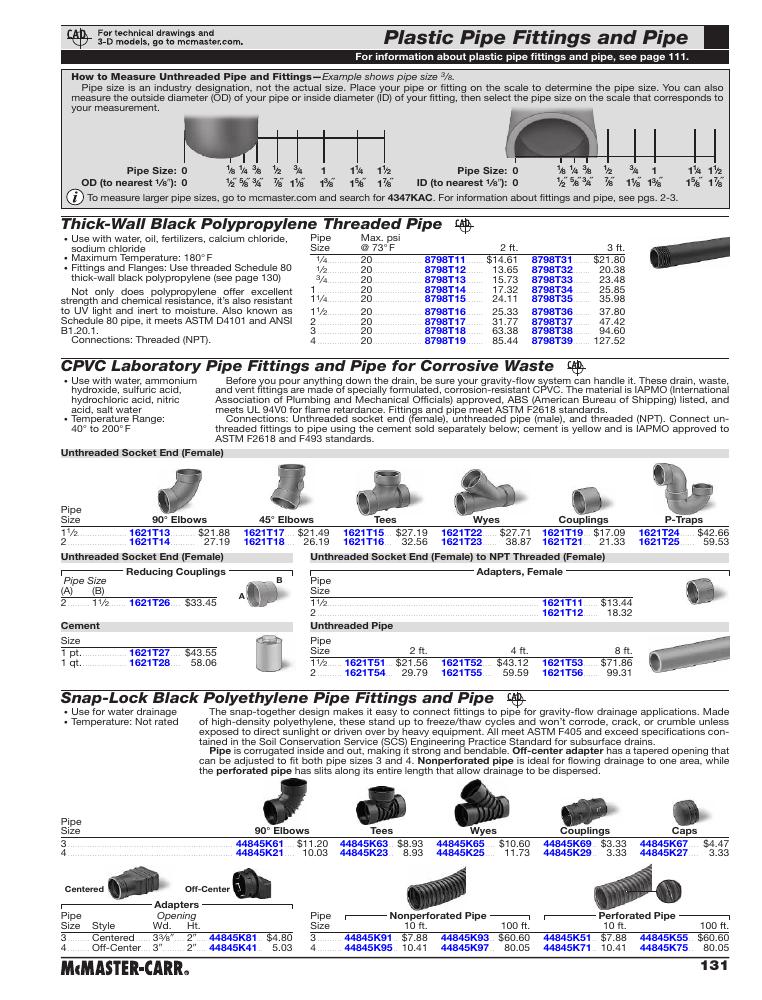 CAD
For technical drawings and
3-D models, go to mcmaster.com.
Plastic Pipe Fittings and Pipe
For information about plastic pipe fittings and pipe, see page 111.
How to Measure Unthreaded Pipe and Fittings—Example shows pipe size 3/8.
Pipe size is an industry designation, not the actual size. Place your pipe or fitting on the scale to determine the pipe size. You can also
measure the outside diameter (OD) of your pipe or inside diameter (ID) of your fitting, then select the pipe size on the scale that corresponds to
your measurement.
Pipe Size: 0 1/8 1/4 3/8 1/2 3/4 1 1 1/4 1 1/2
OD (to nearest 1/8"): 0 1/2" 5/8" 3/4" 7/8" 1 1/8" 1 3/8" 1 5/8" 1 7/8"
Pipe Size: 0 1/8 1/4 3/8 1/2 3/4 1 1 1/4 1 1/2
ID (to nearest 1/8"): 0 1/2" 5/8" 3/4" 7/8" 1 1/8" 1 3/8" 1 5/8" 1 7/8"
i To measure larger pipe sizes, go to mcmaster.com and search for 4347KAC. For information about fittings and pipe, see pgs. 2-3.
Thick-Wall Black Polypropylene Threaded Pipe CAD
• Use with water, oil, fertilizers, calcium chloride,
sodium chloride
• Maximum Temperature: 180° F
• Fittings and Flanges: Use threaded Schedule 80
thick-wall black polypropylene (see page 130)
Not only does polypropylene offer excellent
strength and chemical resistance, it's also resistant
to UV light and inert to moisture. Also known as
Schedule 80 pipe, it meets ASTM D4101 and ANSI
B1.20.1.
Connections: Threaded (NPT).
Pipe Max. psi
Size @ 73° F 2 ft. 3 ft.
1/4 20 8798T11 $14.61 8798T31 $21.80
1/2 20 8798T12 13.65 8798T32 20.38
3/4 20 8798T13 15.73 8798T33 23.48
1 20 8798T14 17.32 8798T34 25.85
1 1/4 20 8798T15 24.11 8798T35 35.98
1 1/2 20 8798T16 25.33 8798T36 37.80
2 20 8798T17 31.77 8798T37 47.42
3 20 8798T18 63.38 8798T38 94.60
4 20 8798T19 85.44 8798T39 127.52
CPVC Laboratory Pipe Fittings and Pipe for Corrosive Waste CAD
• Use with water, ammonium
hydroxide, sulfuric acid,
hydrochloric acid, nitric
acid, salt water
• Temperature Range:
40° to 200° F
Before you pour anything down the drain, be sure your gravity-flow system can handle it. These drain, waste,
and vent fittings are made of specially formulated, corrosion-resistant CPVC. The material is IAPMO (International
Association of Plumbing and Mechanical Officials) approved, ABS (American Bureau of Shipping) listed, and
meets UL 94V0 for flame retardance. Fittings and pipe meet ASTM F2618 standards.
Connections: Unthreaded socket end (female), unthreaded pipe (male), and threaded (NPT). Connect un-
threaded fittings to pipe using the cement sold separately below; cement is yellow and is IAPMO approved to
ASTM F2618 and F493 standards.
Unthreaded Socket End (Female)
Pipe
Size 90° Elbows 45° Elbows Tees Wyes Couplings P-Traps
1 1/2 1621T13 $21.88 1621T17 $21.49 1621T15 $27.19 1621T22 $27.71 1621T19 $17.09 1621T24 $42.66
2 1621T14 27.19 1621T18 26.19 1621T16 32.56 1621T23 38.87 1621T21 21.33 1621T25 59.53
Unthreaded Socket End (Female)
Reducing Couplings
Pipe Size
(A) (B)
2 1 1/2 1621T26 $33.45
A B
Unthreaded Socket End (Female) to NPT Threaded (Female)
Adapters, Female
Pipe
Size
1 1/2 1621T11 $13.44
2 1621T12 18.32
Cement
Size
1 pt. 1621T27 $43.55
1 qt. 1621T28 58.06
Unthreaded Pipe
Pipe
Size 2 ft. 4 ft. 8 ft.
1 1/2 1621T51 $21.56 1621T52 $43.12 1621T53 $71.86
2 1621T54 29.79 1621T55 59.59 1621T56 99.31
Snap-Lock Black Polyethylene Pipe Fittings and Pipe CAD
• Use for water drainage
• Temperature: Not rated
The snap-together design makes it easy to connect fittings to pipe for gravity-flow drainage applications. Made
of high-density polyethylene, these stand up to freeze/thaw cycles and won't corrode, crack, or crumble unless
exposed to direct sunlight or driven over by heavy equipment. All meet ASTM F405 and exceed specifications con-
tained in the Soil Conservation Service (SCS) Engineering Practice Standard for subsurface drains.
Pipe is corrugated inside and out, making it strong and bendable. Off-center adapter has a tapered opening that
can be adjusted to fit both pipe sizes 3 and 4. Nonperforated pipe is ideal for flowing drainage to one area, while
the perforated pipe has slits along its entire length that allow drainage to be dispersed.
Pipe
Size 90° Elbows Tees Wyes Couplings Caps
3 44845K61 $11.20 44845K63 $8.93 44845K65 $10.60 44845K69 $3.33 44845K67 $4.47
4 44845K21 10.03 44845K23 8.93 44845K25 11.73 44845K29 3.33 44845K27 3.33
Centered Off-Center
Adapters
Pipe Opening
Size Style Wd. Ht.
3 Centered 3 3/8" 2" 44845K81 $4.80
4 Off-Center 3" 2" 44845K41 5.03
Pipe Nonperforated Pipe Perforated Pipe
Size 10 ft. 100 ft. 10 ft. 100 ft.
3 44845K91 $7.88 44845K93 $60.60 44845K51 $7.88 44845K55 $60.60
4 44845K95 10.41 44845K97 80.05 44845K71 10.41 44845K75 80.05
McMASTER-CARR®
131